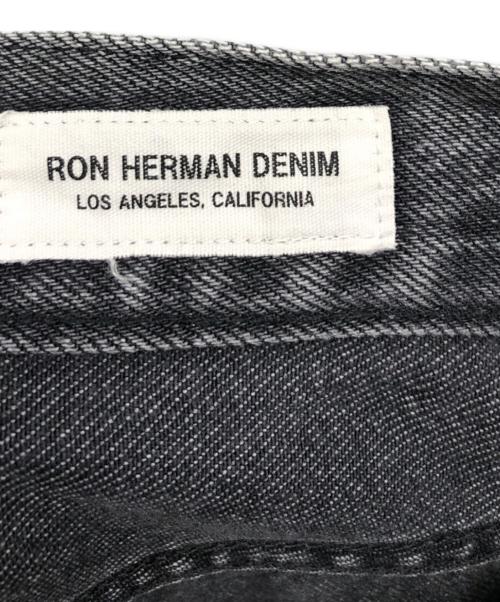 RON HERMAN DENIM
LOS ANGELES, CALIFORNIA